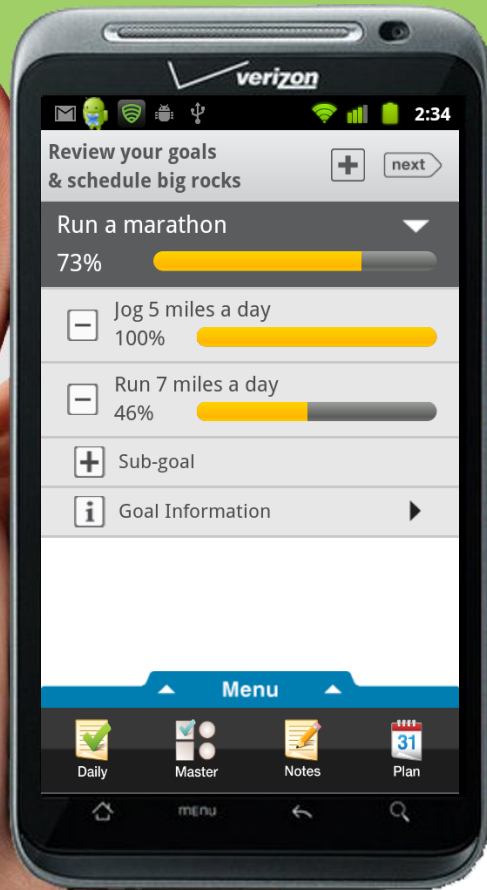 verizon
2:34
Review your goals
& schedule big rocks
next
Run a marathon
73%
Jog 5 miles a day
100%
Run 7 miles a day
46%
Sub-goal
i Goal Information
Menu
31
Daily
Master
Notes
Plan
menu